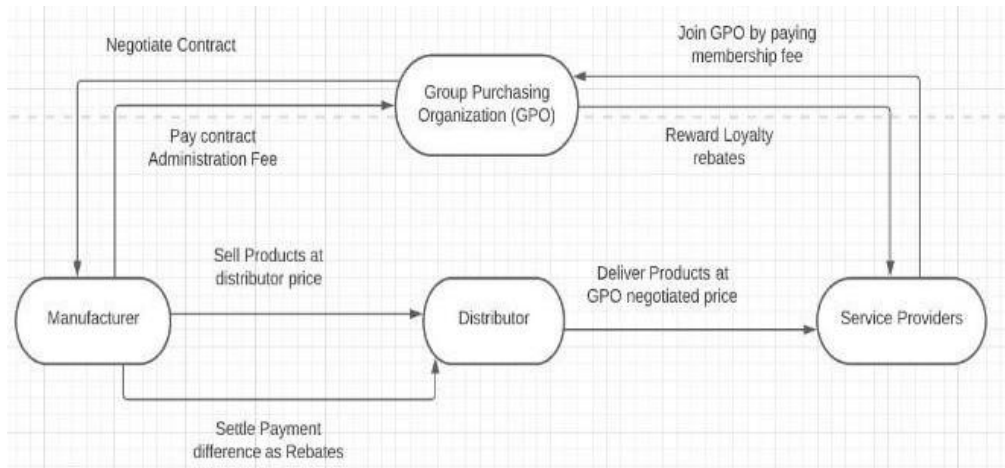 Negotiate Contract
Join GPO by paying
membership fee
Group Purchasing
Organization (GPO)
Pay contract
Administration Fee
Reward Loyalty
rebates
Sell Products at
distributor price
Deliver Products at
GPO negotiated price
Manufacturer
Distributor
Service Providers
Settle Payment
difference as Rebates